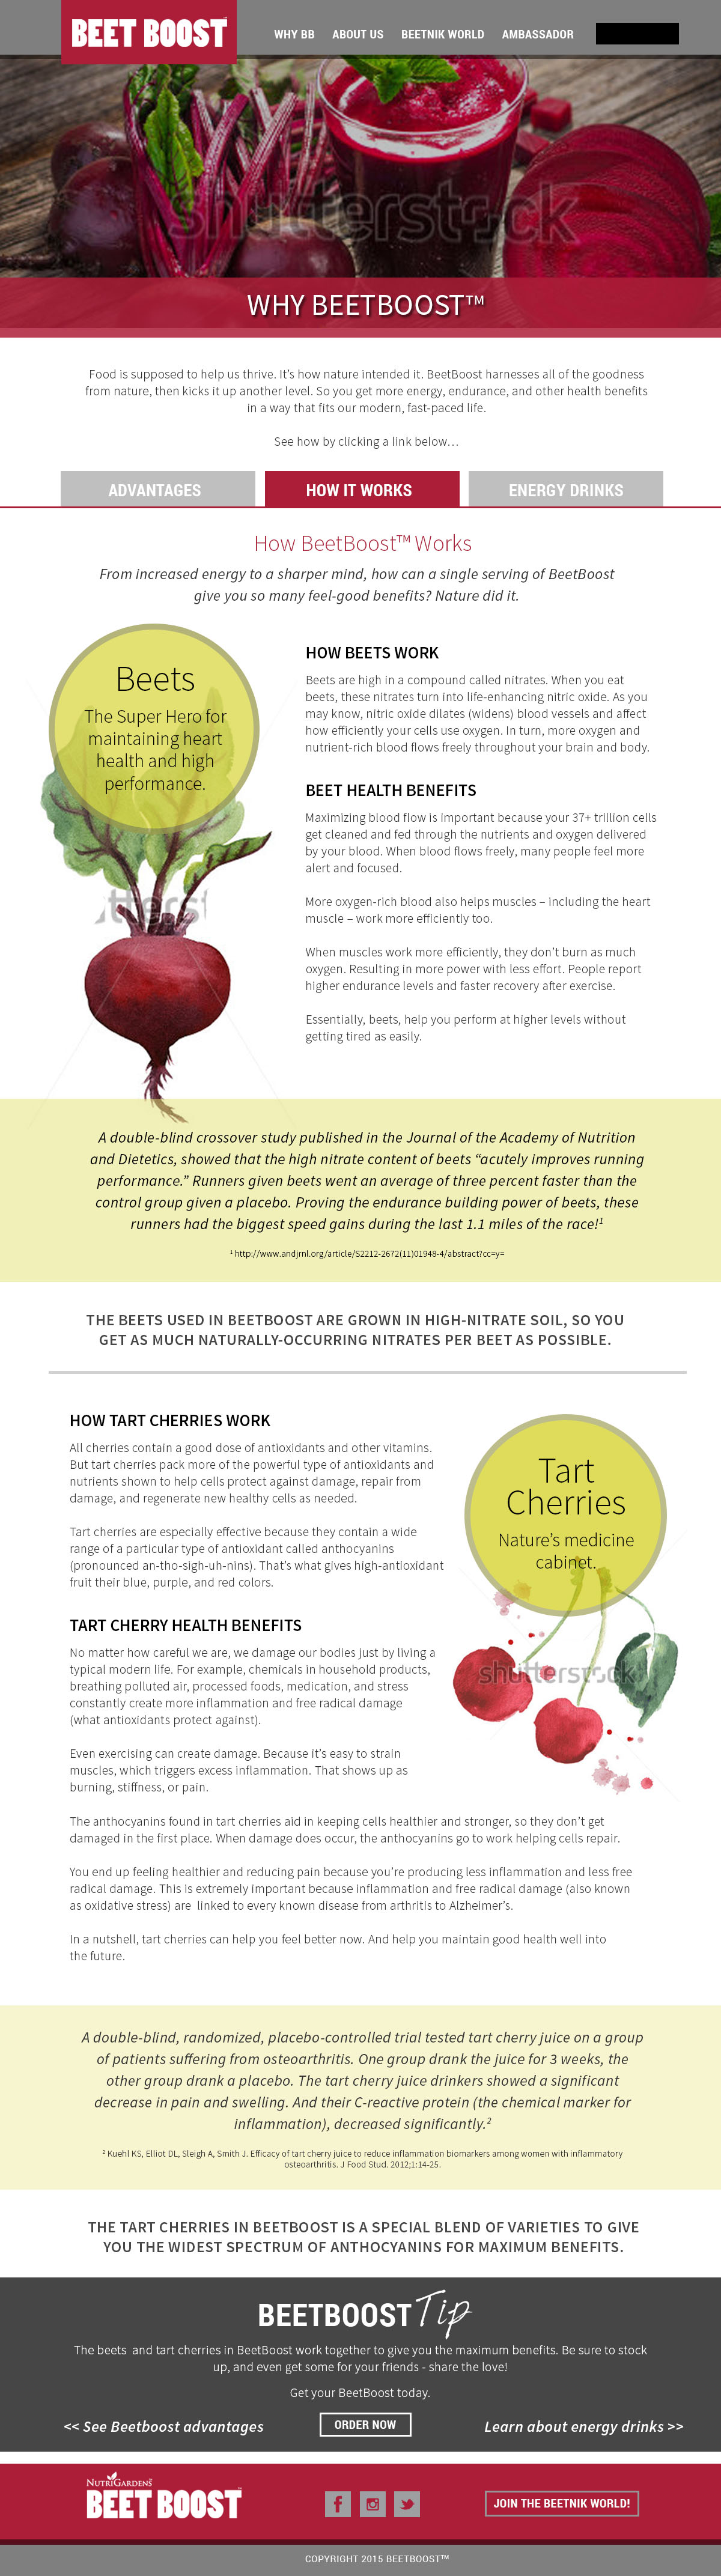 BEET BOOST™
WHY BB ABOUT US BEETNIK WORLD AMBASSADOR
shutterstock
WHY BEETBOOST™
Food is supposed to help us thrive. It's how nature intended it. BeetBoost harnesses all of the goodness
from nature, then kicks it up another level. So you get more energy, endurance, and other health benefits
in a way that fits our modern, fast-paced life.
See how by clicking a link below…
ADVANTAGES HOW IT WORKS ENERGY DRINKS
How BeetBoost™ Works
From increased energy to a sharper mind, how can a single serving of BeetBoost
give you so many feel-good benefits? Nature did it.
Beets
The Super Hero for
maintaining heart
health and high
performance.
HOW BEETS WORK
Beets are high in a compound called nitrates. When you eat
beets, these nitrates turn into life-enhancing nitric oxide. As you
may know, nitric oxide dilates (widens) blood vessels and affect
how efficiently your cells use oxygen. In turn, more oxygen and
nutrient-rich blood flows freely throughout your brain and body.
BEET HEALTH BENEFITS
Maximizing blood flow is important because your 37+ trillion cells
get cleaned and fed through the nutrients and oxygen delivered
by your blood. When blood flows freely, many people feel more
alert and focused.
More oxygen-rich blood also helps muscles – including the heart
muscle – work more efficiently too.
When muscles work more efficiently, they don't burn as much
oxygen. Resulting in more power with less effort. People report
higher endurance levels and faster recovery after exercise.
Essentially, beets, help you perform at higher levels without
getting tired as easily.
A double-blind crossover study published in the Journal of the Academy of Nutrition
and Dietetics, showed that the high nitrate content of beets “acutely improves running
performance.” Runners given beets went an average of three percent faster than the
control group given a placebo. Proving the endurance building power of beets, these
runners had the biggest speed gains during the last 1.1 miles of the race!¹
¹ http://www.andjrnl.org/article/S2212-2672(11)01948-4/abstract?cc=y=
THE BEETS USED IN BEETBOOST ARE GROWN IN HIGH-NITRATE SOIL, SO YOU
GET AS MUCH NATURALLY-OCCURRING NITRATES PER BEET AS POSSIBLE.
HOW TART CHERRIES WORK
All cherries contain a good dose of antioxidants and other vitamins.
But tart cherries pack more of the powerful type of antioxidants and
nutrients shown to help cells protect against damage, repair from
damage, and regenerate new healthy cells as needed.
Tart cherries are especially effective because they contain a wide
range of a particular type of antioxidant called anthocyanins
(pronounced an-tho-sigh-uh-nins). That's what gives high-antioxidant
fruit their blue, purple, and red colors.
Tart
Cherries
Nature's medicine
cabinet.
shutterstock
TART CHERRY HEALTH BENEFITS
No matter how careful we are, we damage our bodies just by living a
typical modern life. For example, chemicals in household products,
breathing polluted air, processed foods, medication, and stress
constantly create more inflammation and free radical damage
(what antioxidants protect against).
Even exercising can create damage. Because it's easy to strain
muscles, which triggers excess inflammation. That shows up as
burning, stiffness, or pain.
The anthocyanins found in tart cherries aid in keeping cells healthier and stronger, so they don't get
damaged in the first place. When damage does occur, the anthocyanins go to work helping cells repair.
You end up feeling healthier and reducing pain because you're producing less inflammation and less free
radical damage. This is extremely important because inflammation and free radical damage (also known
as oxidative stress) are linked to every known disease from arthritis to Alzheimer's.
In a nutshell, tart cherries can help you feel better now. And help you maintain good health well into
the future.
A double-blind, randomized, placebo-controlled trial tested tart cherry juice on a group
of patients suffering from osteoarthritis. One group drank the juice for 3 weeks, the
other group drank a placebo. The tart cherry juice drinkers showed a significant
decrease in pain and swelling. And their C-reactive protein (the chemical marker for
inflammation), decreased significantly.²
² Kuehl KS, Elliot DL, Sleigh A, Smith J. Efficacy of tart cherry juice to reduce inflammation biomarkers among women with inflammatory
osteoarthritis. J Food Stud. 2012;1:14-25.
THE TART CHERRIES IN BEETBOOST IS A SPECIAL BLEND OF VARIETIES TO GIVE
YOU THE WIDEST SPECTRUM OF ANTHOCYANINS FOR MAXIMUM BENEFITS.
BEETBOOST Tip
The beets and tart cherries in BeetBoost work together to give you the maximum benefits. Be sure to stock
up, and even get some for your friends - share the love!
Get your BeetBoost today.
<< See Beetboost advantages ORDER NOW Learn about energy drinks >>
NUTRIGARDENS
BEET BOOST™
JOIN THE BEETNIK WORLD!
COPYRIGHT 2015 BEETBOOST™